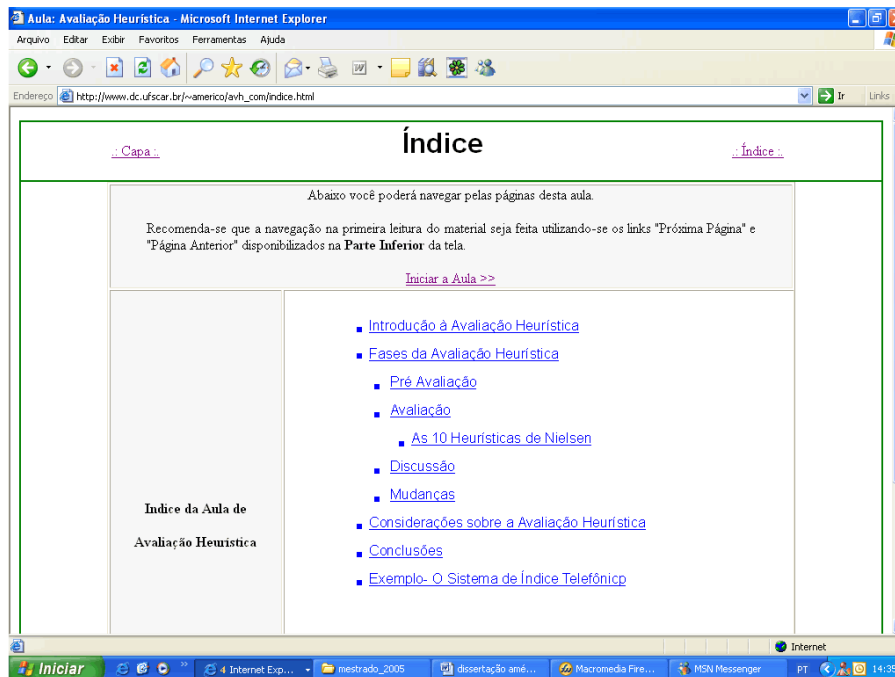 Aula: Avaliação Heurística - Microsoft Internet Explorer
Arquivo Editar Exibir Favoritos Ferramentas Ajuda
Endereço http://www.dc.ufscar.br/~americo/avh_com/indice.html Ir Links
.: Capa :. Índice .: Índice :.
Abaixo você poderá navegar pelas páginas desta aula.
Recomenda-se que a navegação na primeira leitura do material seja feita utilizando-se os links "Próxima Página" e
"Página Anterior" disponibilizados na Parte Inferior da tela.
Iniciar a Aula >>
Introdução à Avaliação Heurística
Fases da Avaliação Heurística
Pré Avaliação
Avaliação
As 10 Heurísticas de Nielsen
Discussão
Mudanças
Indice da Aula de
Avaliação Heurística
Considerações sobre a Avaliação Heurística
Conclusões
Exemplo- O Sistema de Índice Telefônicp
Internet
Iniciar » 4 Internet Exp... mestrado_2005 dissertação amé... Macromedia Fire... MSN Messenger PT 14:35